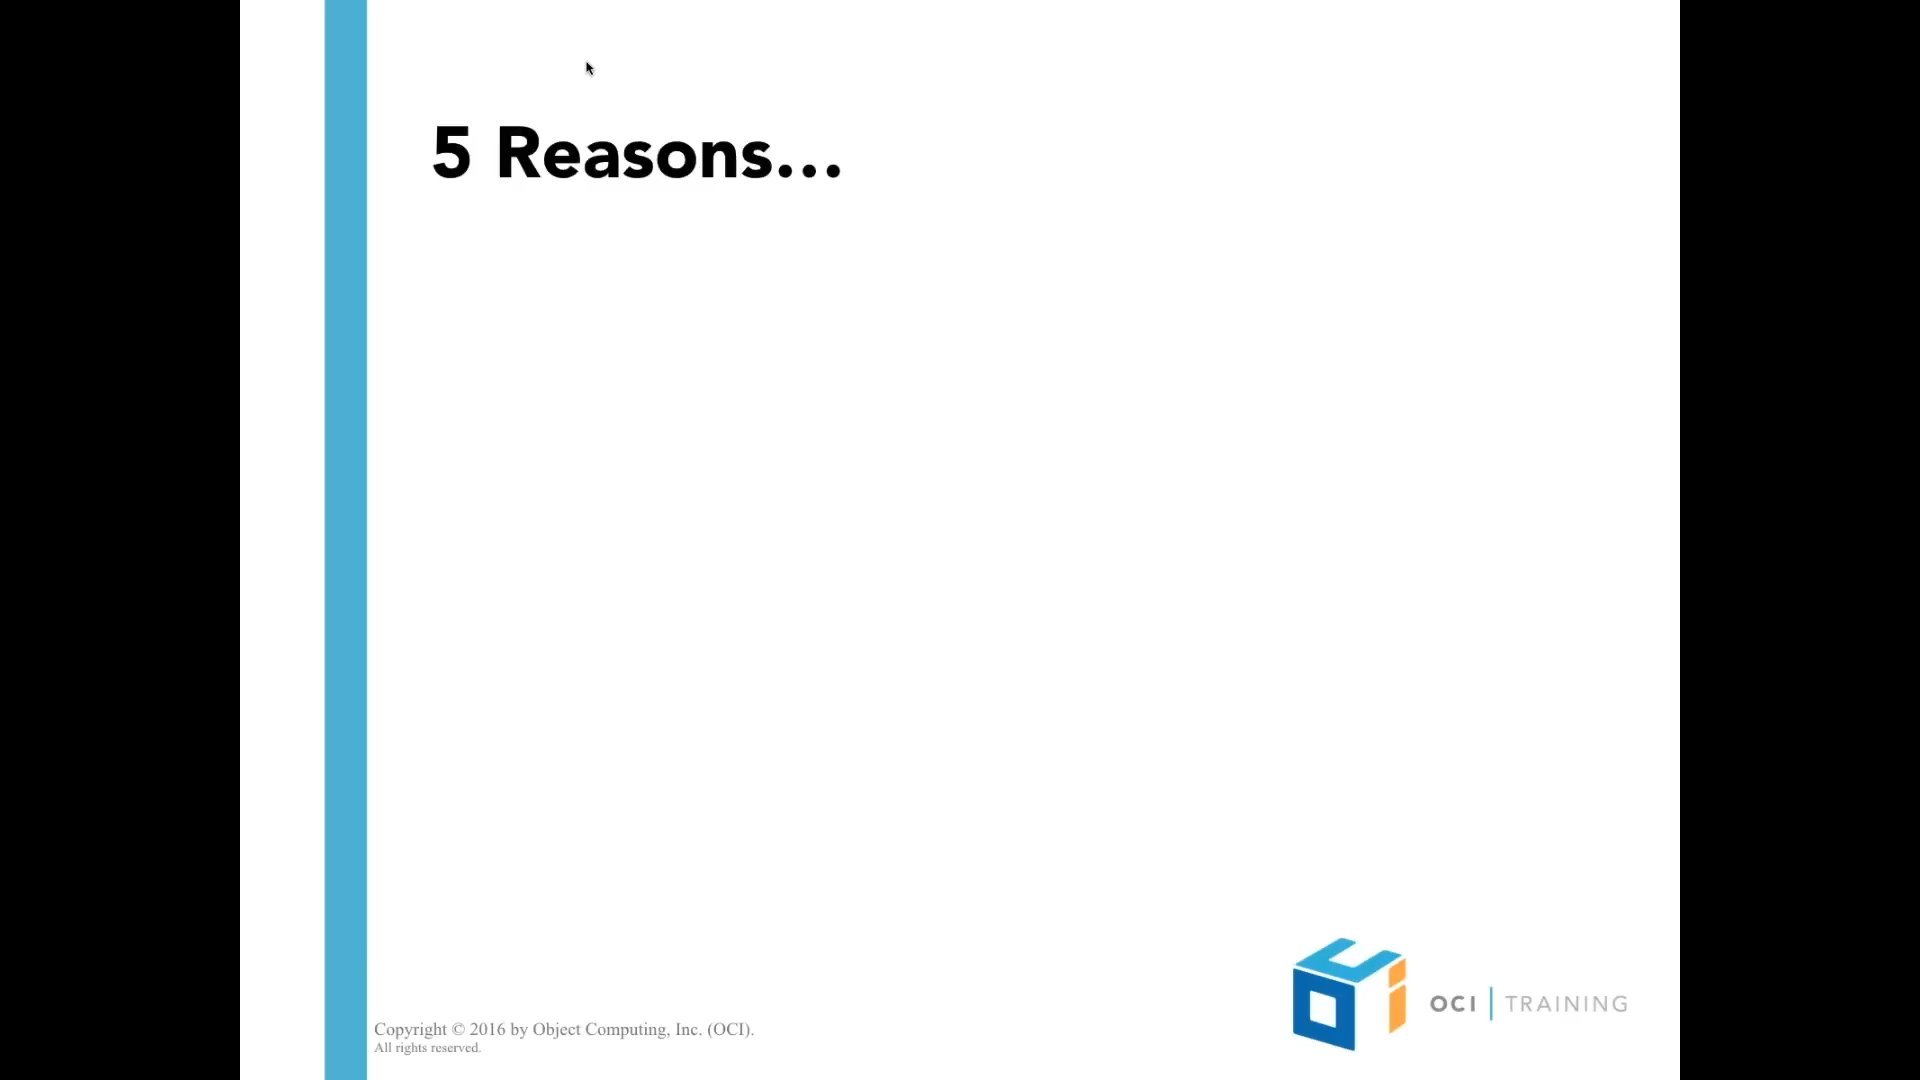 5 Reasons...
Copyright © 2016 by Object Computing, Inc. (OCI).
All rights reserved.
OCI | TRAINING